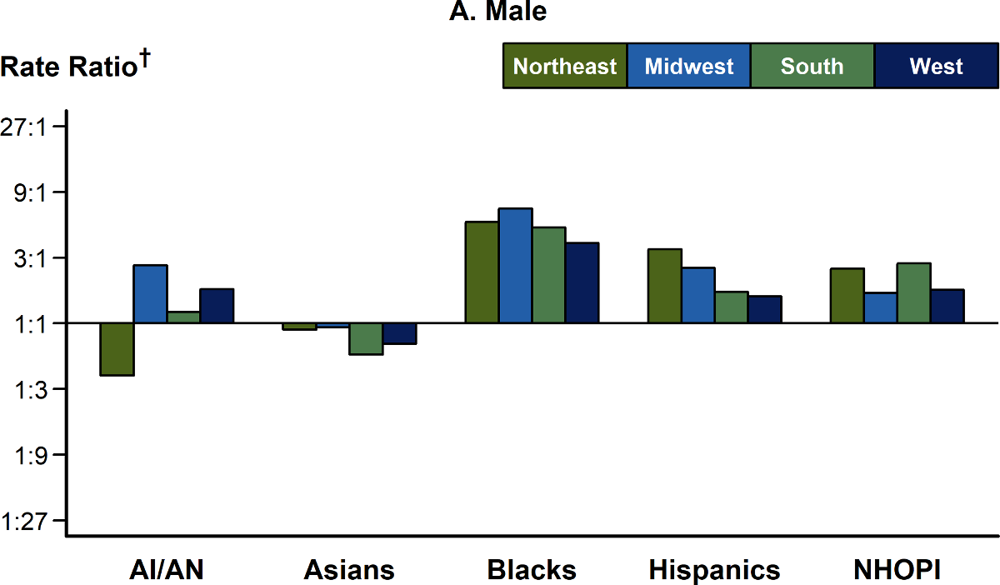 A. Male
Rate Ratio†
Northeast Midwest South West
27:1
9:1
3:1
1:1
1:3
1:9
1:27
AI/AN Asians Blacks Hispanics NHOPI